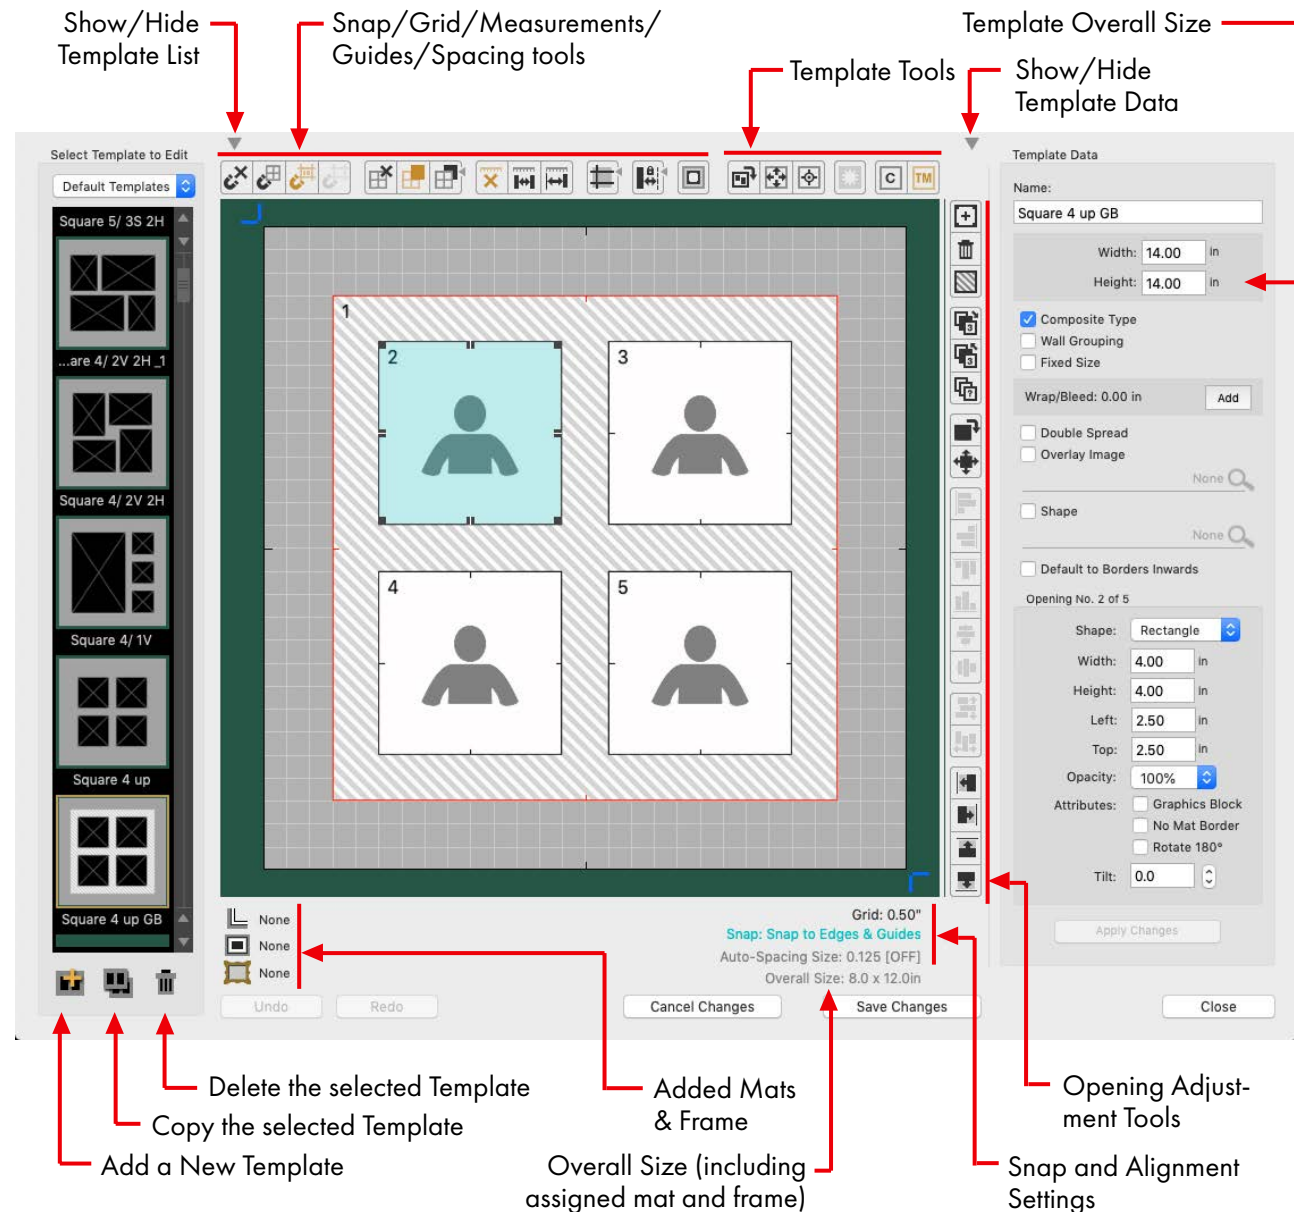 Show/Hide
Template List
Snap/Grid/Measurements/
Guides/Spacing tools
Template Overall Size
Template Tools
Show/Hide
Template Data
Select Template to Edit
Default Templates
Square 5/ 3S 2H
...are 4/ 2V 2H _1
Square 4/ 2V 2H
Square 4/ 1V
Square 4 up
Square 4 up GB
C
TM
1
2
3
4
5
3
3
?
Template Data
Name:
Square 4 up GB
Width: 14.00 in
Height: 14.00 in
Composite Type
Wall Grouping
Fixed Size
Wrap/Bleed: 0.00 in Add
Double Spread
Overlay Image
None
Shape
None
Default to Borders Inwards
Opening No. 2 of 5
Shape: Rectangle
Width: 4.00 in
Height: 4.00 in
Left: 2.50 in
Top: 2.50 in
Opacity: 100%
Attributes: Graphics Block
No Mat Border
Rotate 180°
Tilt: 0.0
Apply Changes
None
None
None
Grid: 0.50"
Snap: Snap to Edges & Guides
Auto-Spacing Size: 0.125 [OFF]
Overall Size: 8.0 x 12.0in
Undo
Redo
Cancel Changes
Save Changes
Close
Delete the selected Template
Copy the selected Template
Add a New Template
Added Mats
& Frame
Overall Size (including
assigned mat and frame)
Opening Adjust-
ment Tools
Snap and Alignment
Settings